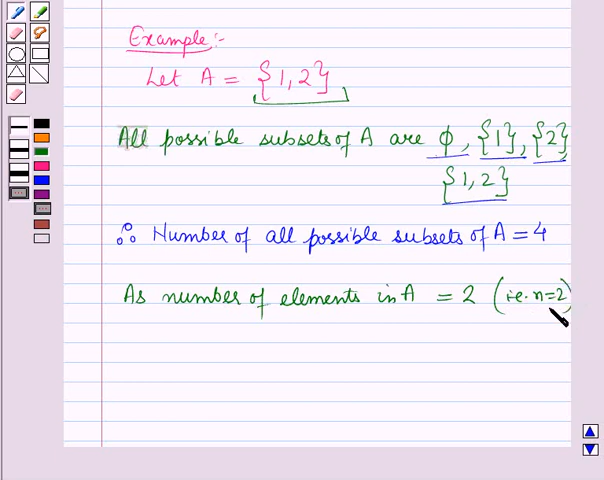 Example:-
Let A = {1,2}
All possible subsets of A are ϕ, {1}, {2}
{1,2}
∴ Number of all possible subsets of A = 4
As number of elements in A = 2 (i.e. n=2)